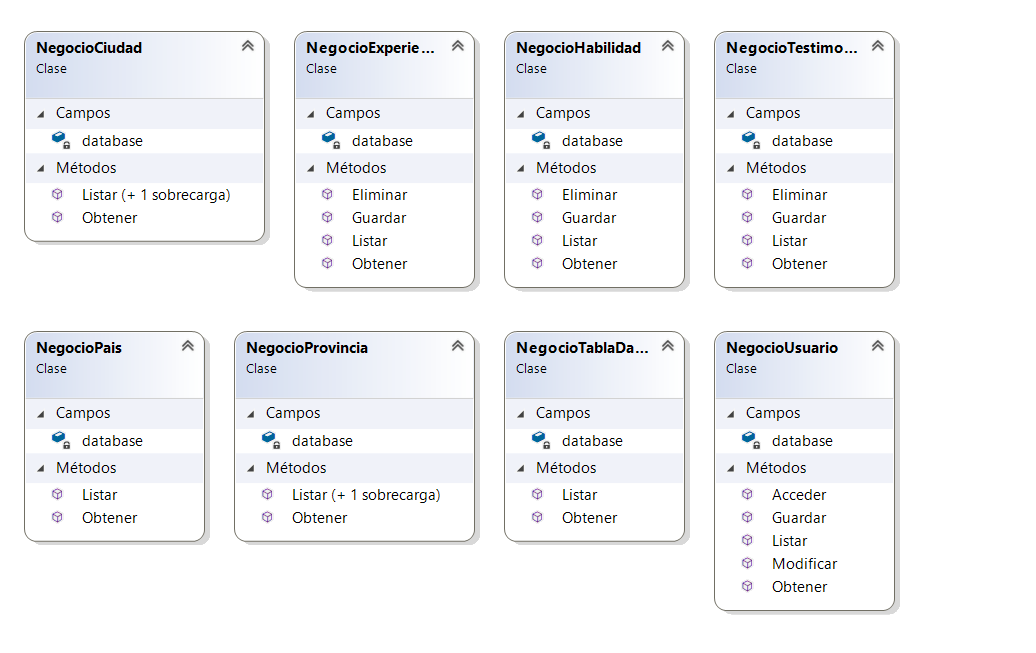 NegocioCiudad
Clase
Campos
database
Métodos
Listar (+ 1 sobrecarga)
Obtener
NegocioExperie...
Clase
Campos
database
Métodos
Eliminar
Guardar
Listar
Obtener
NegocioHabilidad
Clase
Campos
database
Métodos
Eliminar
Guardar
Listar
Obtener
NegocioTestimo...
Clase
Campos
database
Métodos
Eliminar
Guardar
Listar
Obtener
NegocioPais
Clase
Campos
database
Métodos
Listar
Obtener
NegocioProvincia
Clase
Campos
database
Métodos
Listar (+ 1 sobrecarga)
Obtener
NegocioTablaDa...
Clase
Campos
database
Métodos
Listar
Obtener
NegocioUsuario
Clase
Campos
database
Métodos
Acceder
Guardar
Listar
Modificar
Obtener